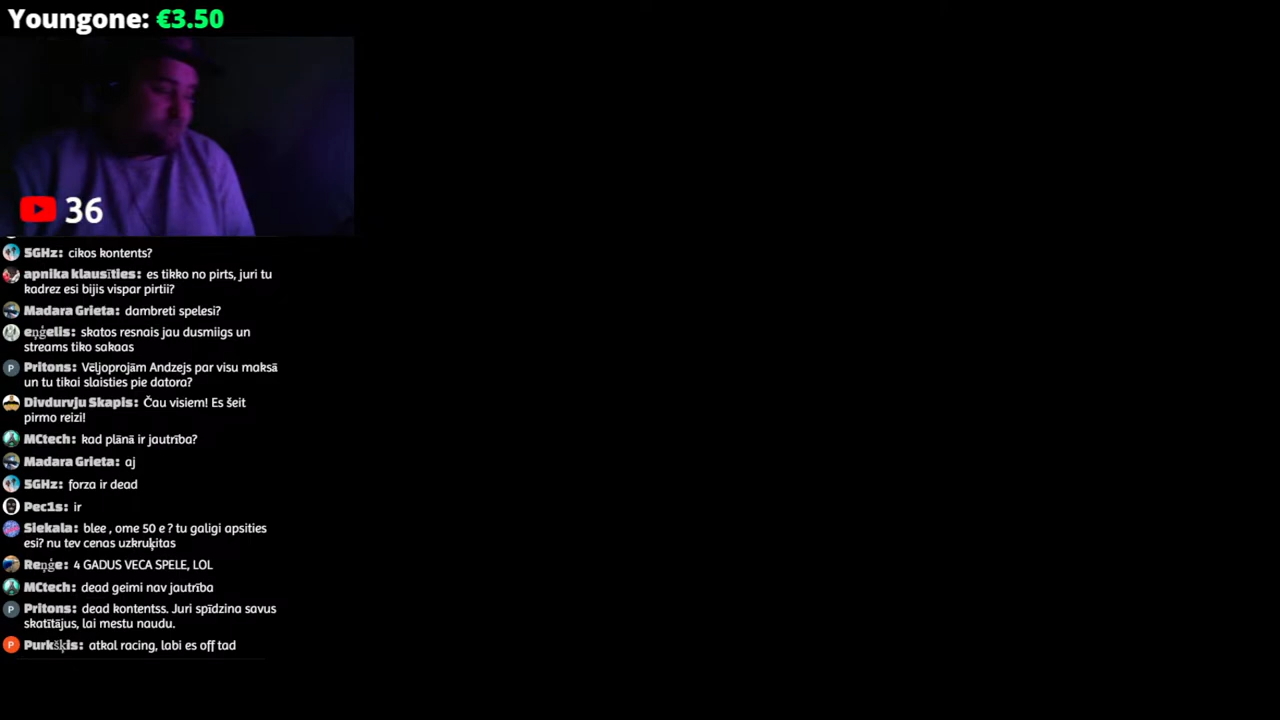 Youngone: €3.50
36
5GHz: cikos kontents?
apnika klausīties: es tikko no pirts, juri tu
kadrez esi bijis vispar pirtii?
Madara Grieta: dambreti spelesi?
eņģelis: skatos resnais jau dusmiigs un
streams tiko sakaas
P Pritons: Vēljoprojām Andzejs par visu maksā
un tu tikai slaisties pie datora?
Divdurvju Skapis: Čau visiem! Es šeit
pirmo reizi!
MCtech: kad plānā ir jautrība?
Madara Grieta: aj
5GHz: forza ir dead
Pec1s: ir
Siekala: blee , ome 50 e ? tu galigi apsities
esi? nu tev cenas uzkruķitas
Reņģe: 4 GADUS VECA SPELE, LOL
MCtech: dead geimi nav jautrība
P Pritons: dead kontentss. Juri spīdzina savus
skatītājus, lai mestu naudu.
P Purkšķis: atkal racing, labi es off tad